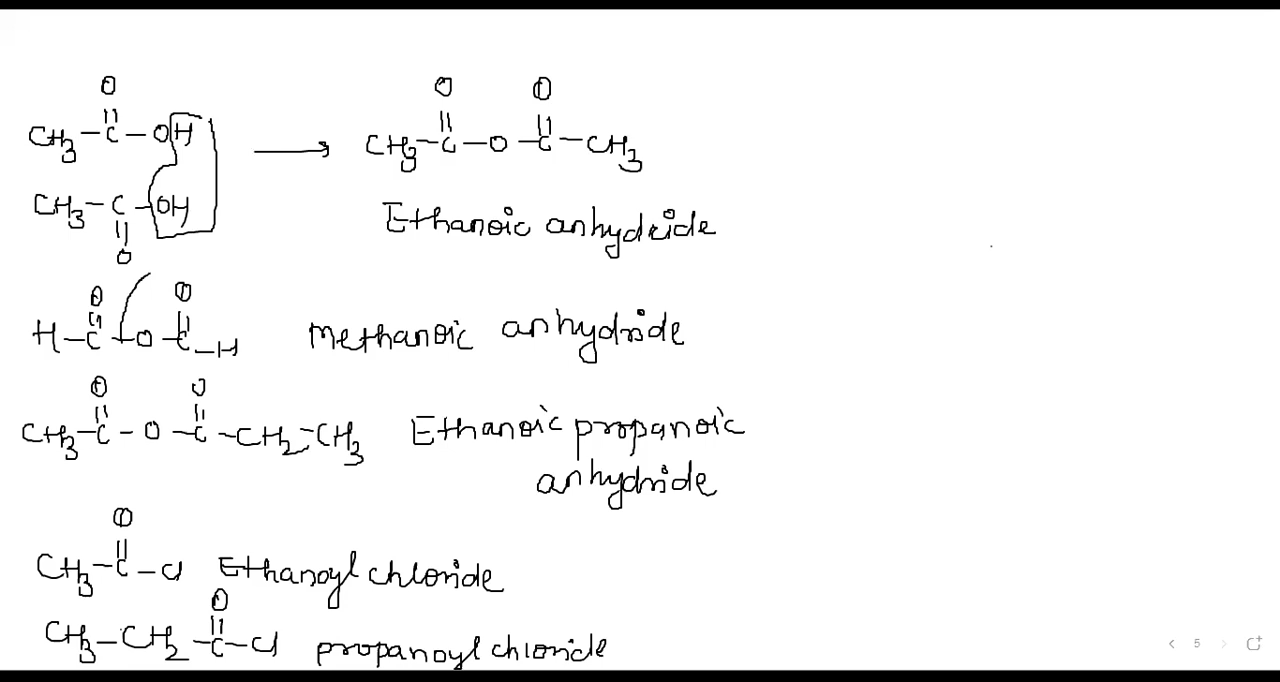 O O O
CH3-C-OH → CH3-C-O-C-CH3
CH3-C-OH
O
Ethanoic anhydride
O O
H-C-O-C-H Methanoic anhydride
O O
CH3-C-O-C-CH2-CH3 Ethanoic propanoic
anhydride
O
CH3-C-Cl Ethanoyl chloride
O
CH3-CH2-C-Cl propanoyl chloride
< 5 >